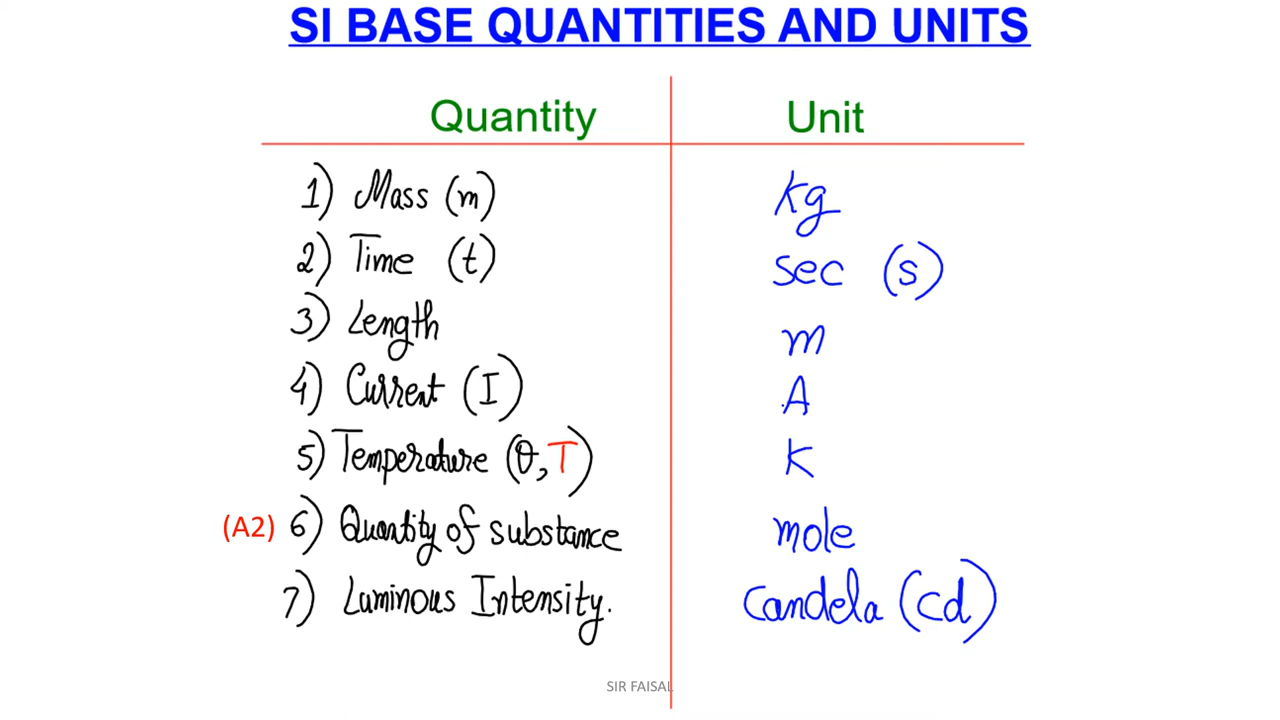 SI BASE QUANTITIES AND UNITS
Quantity Unit
1) Mass (m) kg
2) Time (t) sec (s)
3) Length m
4) Current (I) A
5) Temperature (θ, T) K
(A2) 6) Quantity of substance mole
7) Luminous Intensity. Candela (cd)
SIR FAISAL